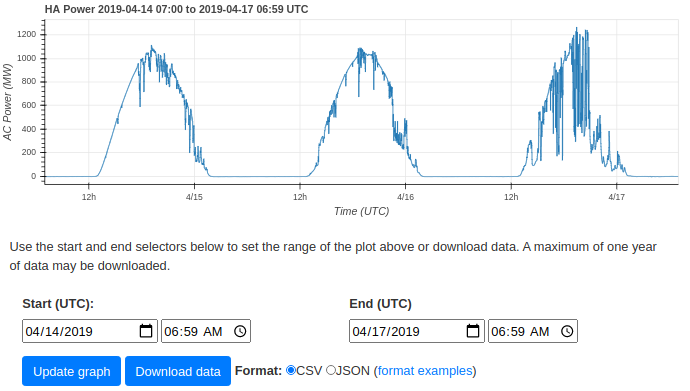 HA Power 2019-04-14 07:00 to 2019-04-17 06:59 UTC
AC Power (MW)
1200
1000
800
600
400
200
0
12h 4/15 12h 4/16 12h 4/17
Time (UTC)
Use the start and end selectors below to set the range of the plot above or download data. A maximum of one year
of data may be downloaded.
Start (UTC): End (UTC)
04/14/2019 06:59 AM 04/17/2019 06:59 AM
Update graph Download data Format: CSV JSON (format examples)